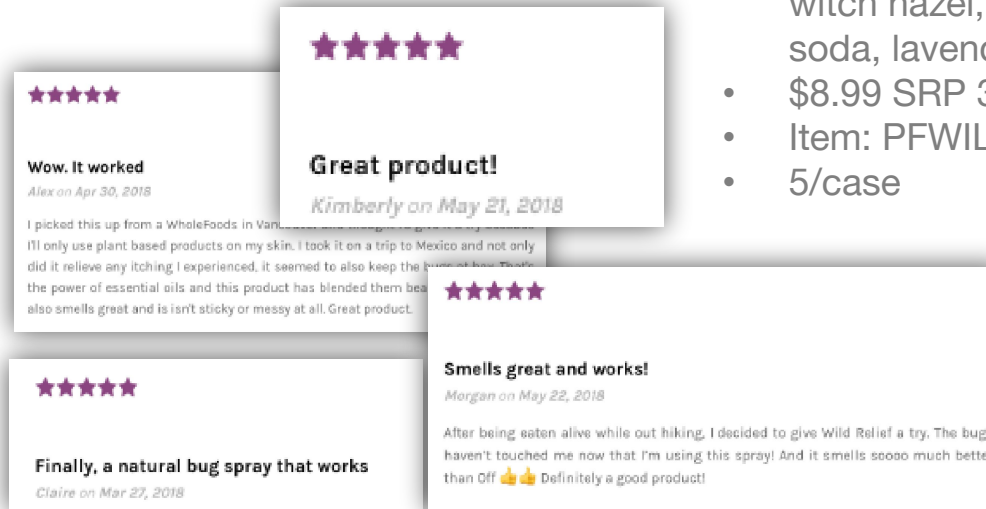 witch hazel,
soda, lavend
• $8.99 SRP 3
• Item: PFWIL
• 5/case
Great product!
Kimberly on May 21, 2018
Wow. It worked
Alex on Apr 30, 2018
I picked this up from a WholeFoods in Van
I'll only use plant based products on my skin. I took it on a trip to Mexico and not only
did it relieve any itching I experienced, it seemed to also keep the bugs at bay. That's
the power of essential oils and this product has blended them bea
also smells great and is isn't sticky or messy at all. Great product.
Smells great and works!
Morgan on May 22, 2018
After being eaten alive while out hiking, I decided to give Wild Relief a try. The bug
haven't touched me now that I'm using this spray! And it smells soooo much bette
than Off 👍👍 Definitely a good product!
Finally, a natural bug spray that works
Claire on Mar 27, 2018